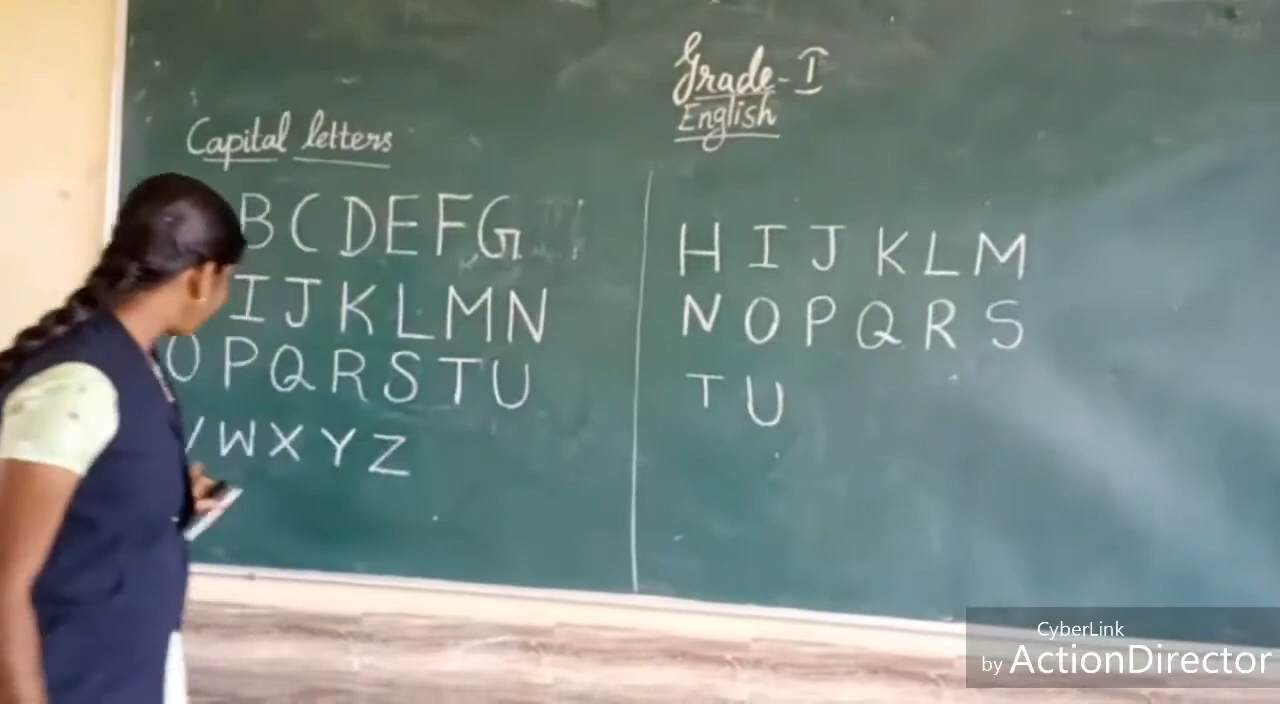 Grade - I
English
Capital letters
B C D E F G
I J K L M N
O P Q R S T U
V W X Y Z
H I J K L M
N O P Q R S
T U
CyberLink
by ActionDirector